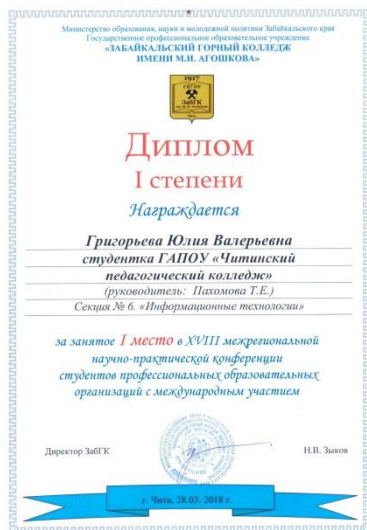 Министерство образования, науки и молодежной политики Забайкальского края
Государственное профессиональное образовательное учреждение
«ЗАБАЙКАЛЬСКИЙ ГОРНЫЙ КОЛЛЕДЖ
ИМЕНИ М.И. АГОШКОВА»
1917
ЗабГК
Диплом
I степени
Награждается
Григорьева Юлия Валерьевна
студентка ГАПОУ «Читинский
педагогический колледж»
(руководитель: Пахомова Т.Е.)
Секция № 6. «Информационные технологии»
за занятое I место в XVIII межрегиональной
научно-практической конференции
студентов профессиональных образовательных
организаций с международным участием
Директор ЗабГК
Н.В. Зыков
г. Чита, 28.03. 2018 г.